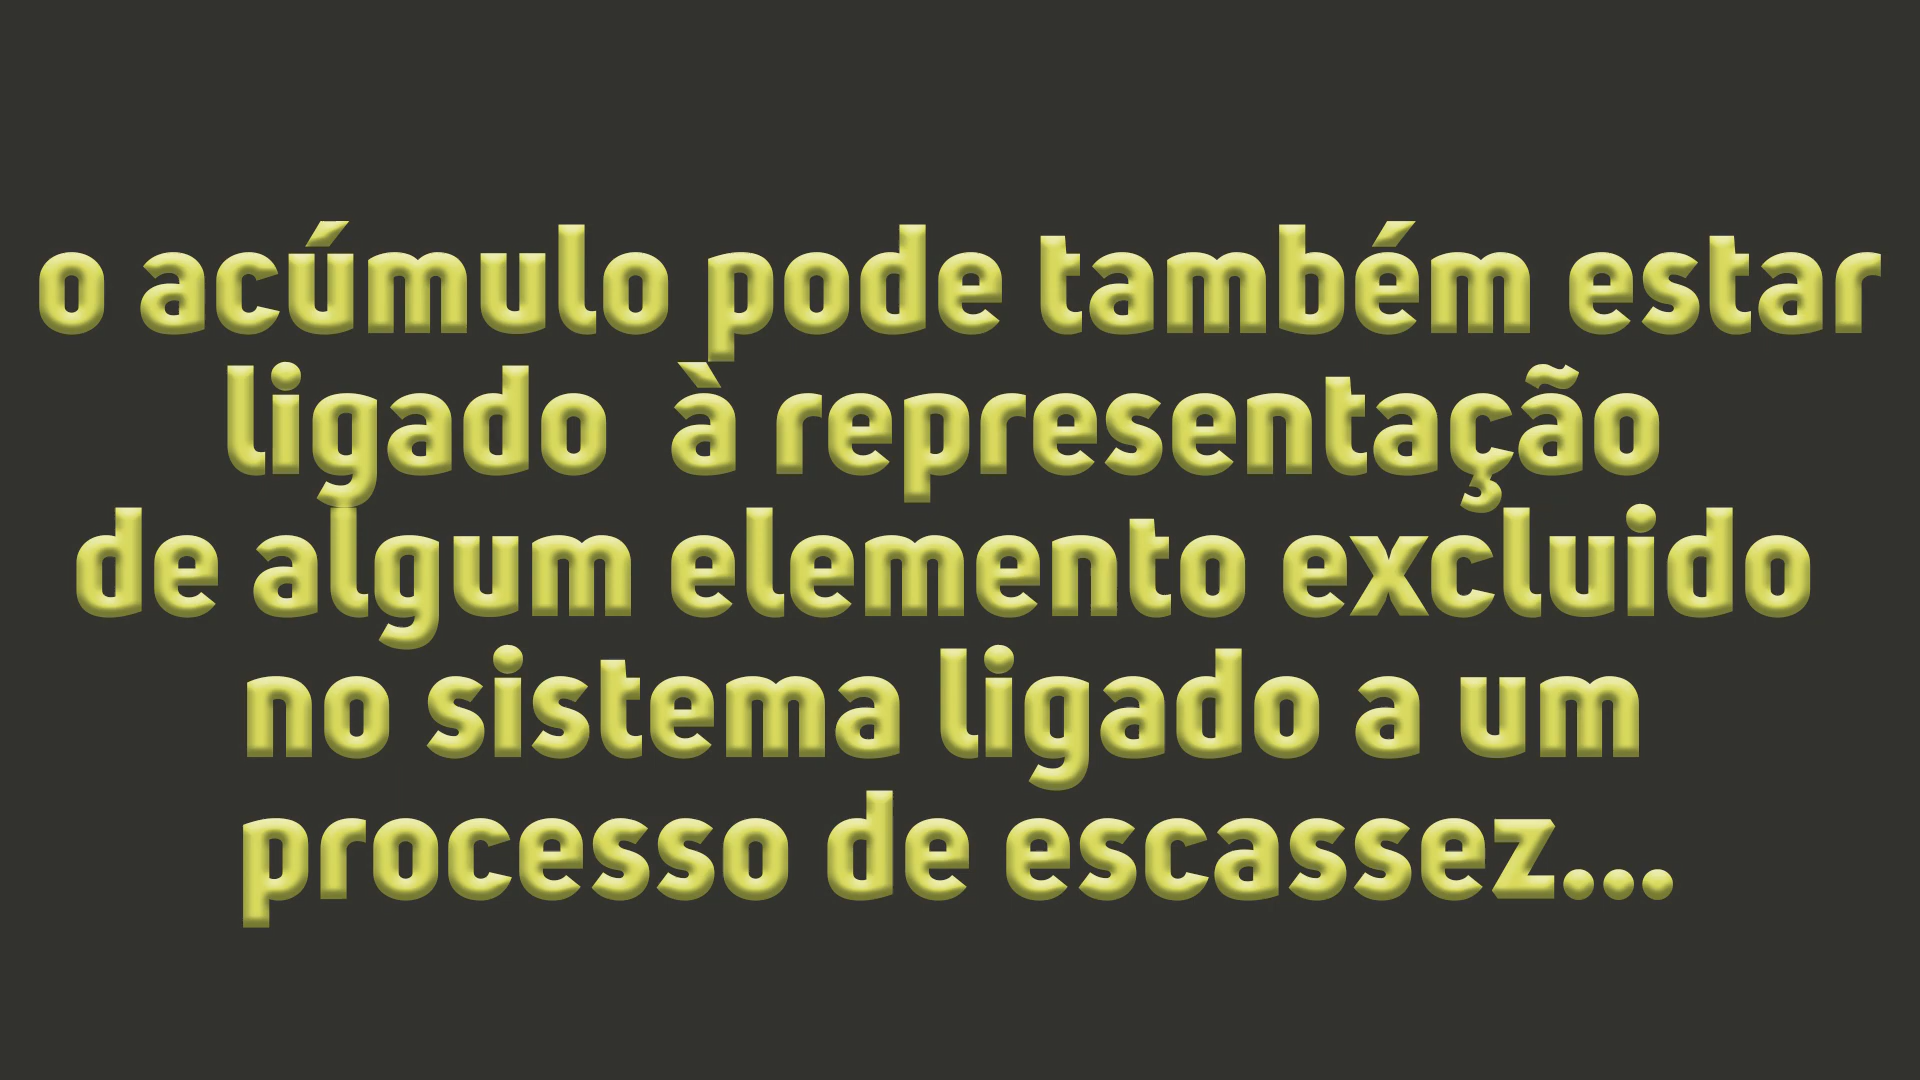 o acúmulo pode também estar
ligado  à representação
de algum elemento excluido
no sistema ligado a um
processo de escassez...